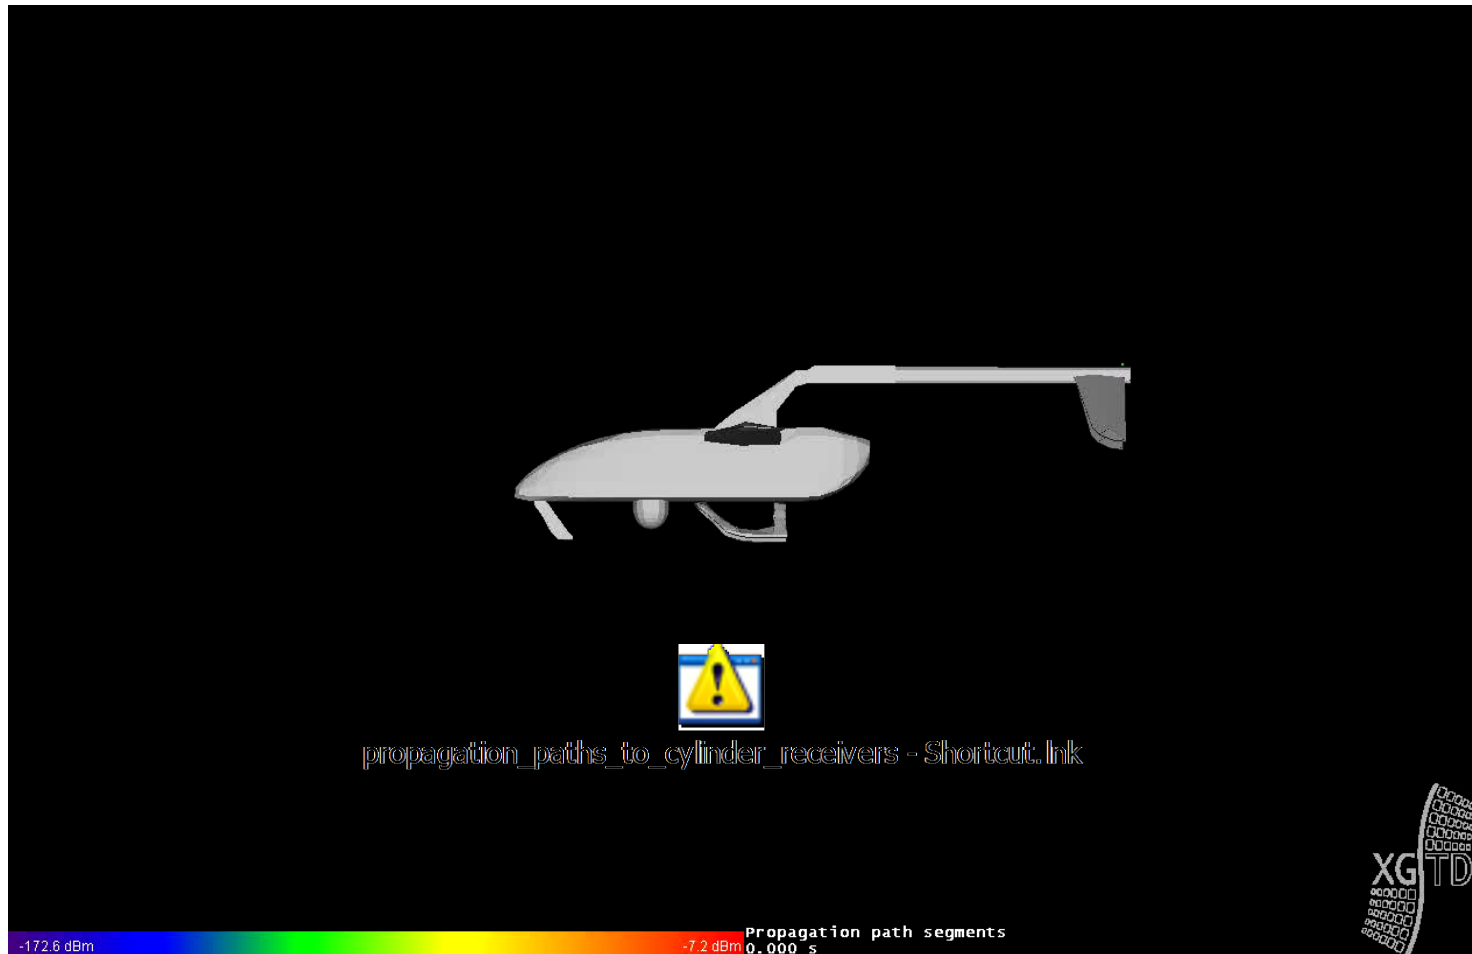 propagation_paths_to_cylinder_receivers - Shortcut.lnk
XGTD
-172.6 dBm
-7.2 dBm
Propagation path segments
0.000 s